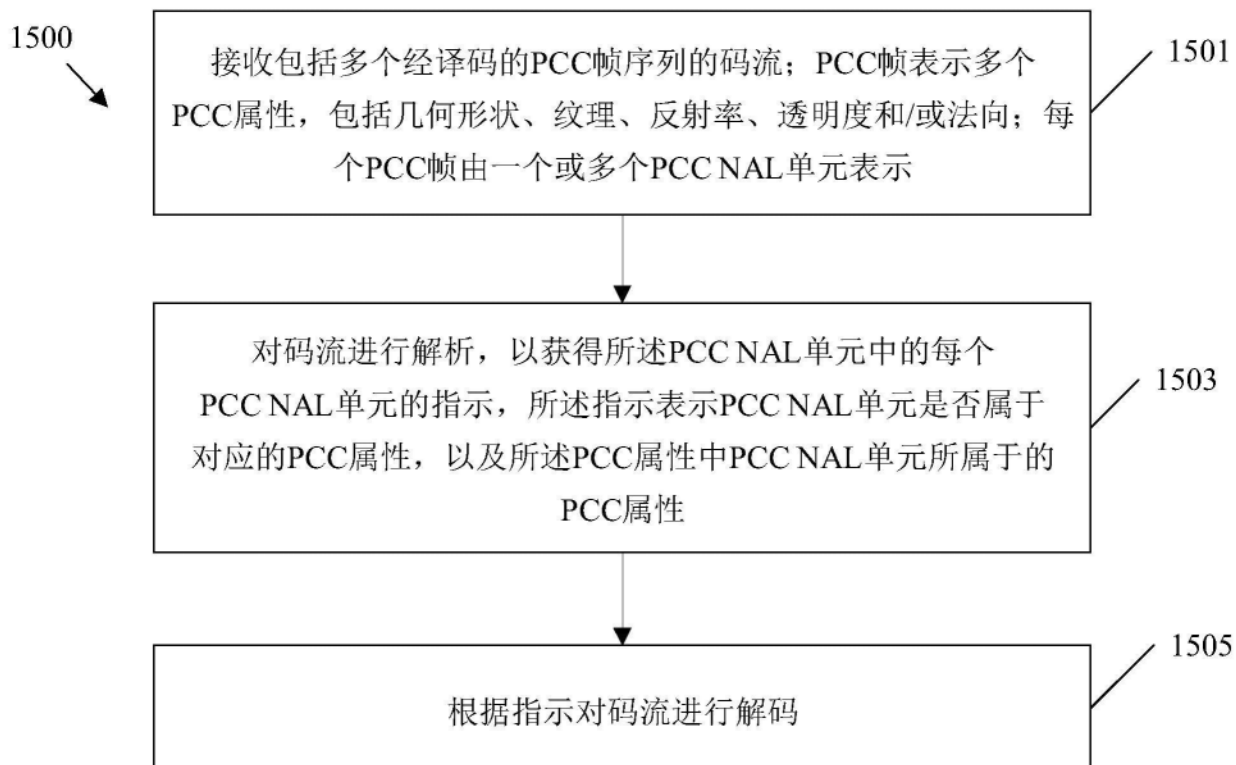 1500
接收包括多个经译码的PCC帧序列的码流；PCC帧表示多个
PCC属性，包括几何形状、纹理、反射率、透明度和/或法向；每
个PCC帧由一个或多个PCC NAL单元表示
1501
对码流进行解析，以获得所述PCC NAL单元中的每个
PCC NAL单元的指示，所述指示表示PCC NAL单元是否属于
对应的PCC属性，以及所述PCC属性中PCC NAL单元所属于的
PCC属性
1503
根据指示对码流进行解码
1505